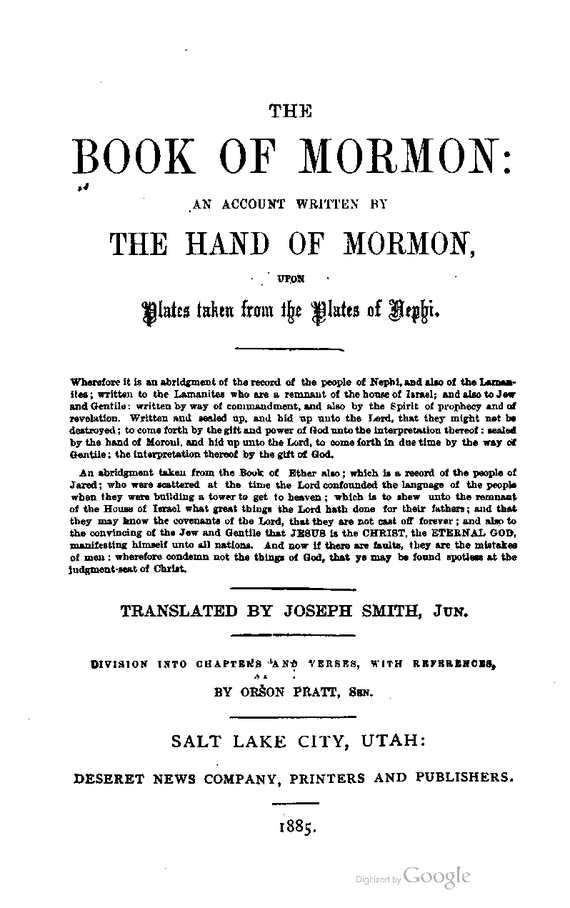 THE
BOOK OF MORMON:
AN ACCOUNT WRITTEN BY
THE HAND OF MORMON,
UPON
Plates taken from the Plates of Nephi.
Wherefore it is an abridgment of the record of the people of Nephi, and also of the Laman-
ites; written to the Lamanites who are a remnant of the house of Israel; and also to Jew
and Gentile: written by way of commandment, and also by the Spirit of prophecy and of
revelation. Written and sealed up, and hid up unto the Lord, that they might not be
destroyed; to come forth by the gift and power of God unto the interpretation thereof: sealed
by the hand of Moroni, and hid up unto the Lord, to come forth in due time by the way of
Gentile; the interpretation thereof by the gift of God.
An abridgment taken from the Book of Ether also; which is a record of the people of
Jared; who were scattered at the time the Lord confounded the language of the people
when they were building a tower to get to heaven; which is to shew unto the remnant
of the House of Israel what great things the Lord hath done for their fathers; and that
they may know the covenants of the Lord, that they are not cast off forever; and also to
the convincing of the Jew and Gentile that JESUS is the CHRIST, the ETERNAL GOD,
manifesting himself unto all nations. And now if there are faults, they are the mistakes
of men: wherefore condemn not the things of God, that ye may be found spotless at the
judgment-seat of Christ.
TRANSLATED BY JOSEPH SMITH, JUN.
DIVISION INTO CHAPTERS AND VERSES, WITH REFERENCES,
BY ORSON PRATT, SEN.
SALT LAKE CITY, UTAH:
DESERET NEWS COMPANY, PRINTERS AND PUBLISHERS.
1885.
Digitized by Google